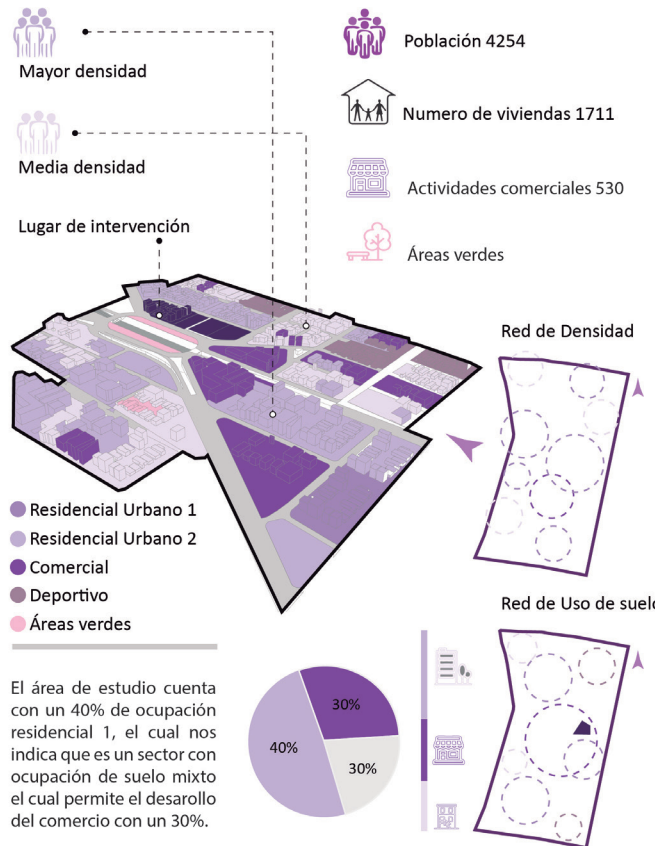 Mayor densidad
Media densidad
Lugar de intervención
Población 4254
Numero de viviendas 1711
Actividades comerciales 530
Áreas verdes
Red de Densidad
Residencial Urbano 1
Residencial Urbano 2
Comercial
Deportivo
Áreas verdes
Red de Uso de suelo
El área de estudio cuenta
con un 40% de ocupación
residencial 1, el cual nos
indica que es un sector con
ocupación de suelo mixto
el cual permite el desarollo
del comercio con un 30%.
30%
40%
30%